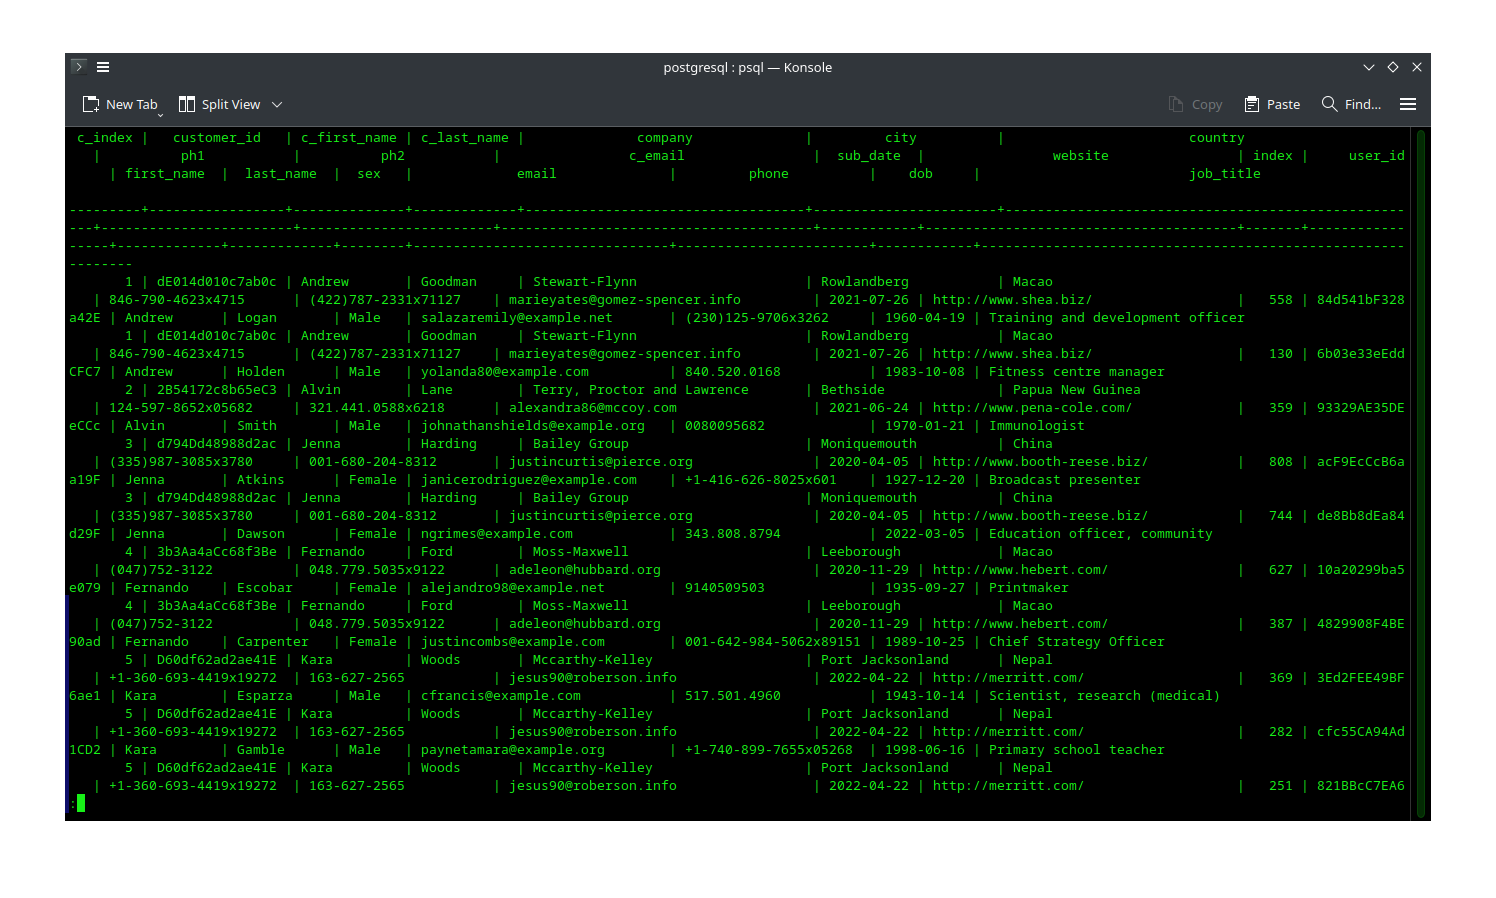 postgresql : psql — Konsole
New Tab Split View Copy Paste Find...
c_index | customer_id | c_first_name | c_last_name | company | city | country
| ph1 | ph2 | c_email | sub_date | website | index | user_id
| first_name | last_name | sex | email | phone | dob | job_title
---------+-----------------+--------------+-------------+-----------------------------------+-----------------------+--------------------------------------------------
---+------------------------+------------------------+---------------------------------------+------------+---------------------------------------+-------+------------
-----+-------------+-------------+--------+--------------------------------+------------------------+------------+-----------------------------------------------------
--------
1 | dE014d010c7ab0c | Andrew | Goodman | Stewart-Flynn | Rowlandberg | Macao
| 846-790-4623x4715 | (422)787-2331x71127 | marieyates@gomez-spencer.info | 2021-07-26 | http://www.shea.biz/ | 558 | 84d541bF328
a42E | Andrew | Logan | Male | salazaremily@example.net | (230)125-9706x3262 | 1960-04-19 | Training and development officer
1 | dE014d010c7ab0c | Andrew | Goodman | Stewart-Flynn | Rowlandberg | Macao
| 846-790-4623x4715 | (422)787-2331x71127 | marieyates@gomez-spencer.info | 2021-07-26 | http://www.shea.biz/ | 130 | 6b03e33eEdd
CFC7 | Andrew | Holden | Male | yolanda80@example.com | 840.520.0168 | 1983-10-08 | Fitness centre manager
2 | 2B54172c8b65eC3 | Alvin | Lane | Terry, Proctor and Lawrence | Bethside | Papua New Guinea
| 124-597-8652x05682 | 321.441.0588x6218 | alexandra86@mccoy.com | 2021-06-24 | http://www.pena-cole.com/ | 359 | 93329AE35DE
eCCc | Alvin | Smith | Male | johnathanshields@example.org | 0080095682 | 1970-01-21 | Immunologist
3 | d794Dd48988d2ac | Jenna | Harding | Bailey Group | Moniquemouth | China
| (335)987-3085x3780 | 001-680-204-8312 | justincurtis@pierce.org | 2020-04-05 | http://www.booth-reese.biz/ | 808 | acF9EcCcB6a
a19F | Jenna | Atkins | Female | janicerodriguez@example.com | +1-416-626-8025x601 | 1927-12-20 | Broadcast presenter
3 | d794Dd48988d2ac | Jenna | Harding | Bailey Group | Moniquemouth | China
| (335)987-3085x3780 | 001-680-204-8312 | justincurtis@pierce.org | 2020-04-05 | http://www.booth-reese.biz/ | 744 | de8Bb8dEa84
d29F | Jenna | Dawson | Female | ngrimes@example.com | 343.808.8794 | 2022-03-05 | Education officer, community
4 | 3b3Aa4aCc68f3Be | Fernando | Ford | Moss-Maxwell | Leeborough | Macao
| (047)752-3122 | 048.779.5035x9122 | adeleon@hubbard.org | 2020-11-29 | http://www.hebert.com/ | 627 | 10a20299ba5
e079 | Fernando | Escobar | Female | alejandro98@example.net | 9140509503 | 1935-09-27 | Printmaker
4 | 3b3Aa4aCc68f3Be | Fernando | Ford | Moss-Maxwell | Leeborough | Macao
| (047)752-3122 | 048.779.5035x9122 | adeleon@hubbard.org | 2020-11-29 | http://www.hebert.com/ | 387 | 4829908F4BE
90ad | Fernando | Carpenter | Female | justincombs@example.com | 001-642-984-5062x89151 | 1989-10-25 | Chief Strategy Officer
5 | D60df62ad2ae41E | Kara | Woods | Mccarthy-Kelley | Port Jacksonland | Nepal
| +1-360-693-4419x19272 | 163-627-2565 | jesus90@roberson.info | 2022-04-22 | http://merritt.com/ | 369 | 3Ed2FEE49BF
6ae1 | Kara | Esparza | Male | cfrancis@example.com | 517.501.4960 | 1943-10-14 | Scientist, research (medical)
5 | D60df62ad2ae41E | Kara | Woods | Mccarthy-Kelley | Port Jacksonland | Nepal
| +1-360-693-4419x19272 | 163-627-2565 | jesus90@roberson.info | 2022-04-22 | http://merritt.com/ | 282 | cfc55CA94Ad
1CD2 | Kara | Gamble | Male | paynetamara@example.org | +1-740-899-7655x05268 | 1998-06-16 | Primary school teacher
5 | D60df62ad2ae41E | Kara | Woods | Mccarthy-Kelley | Port Jacksonland | Nepal
| +1-360-693-4419x19272 | 163-627-2565 | jesus90@roberson.info | 2022-04-22 | http://merritt.com/ | 251 | 821BBcC7EA6
: